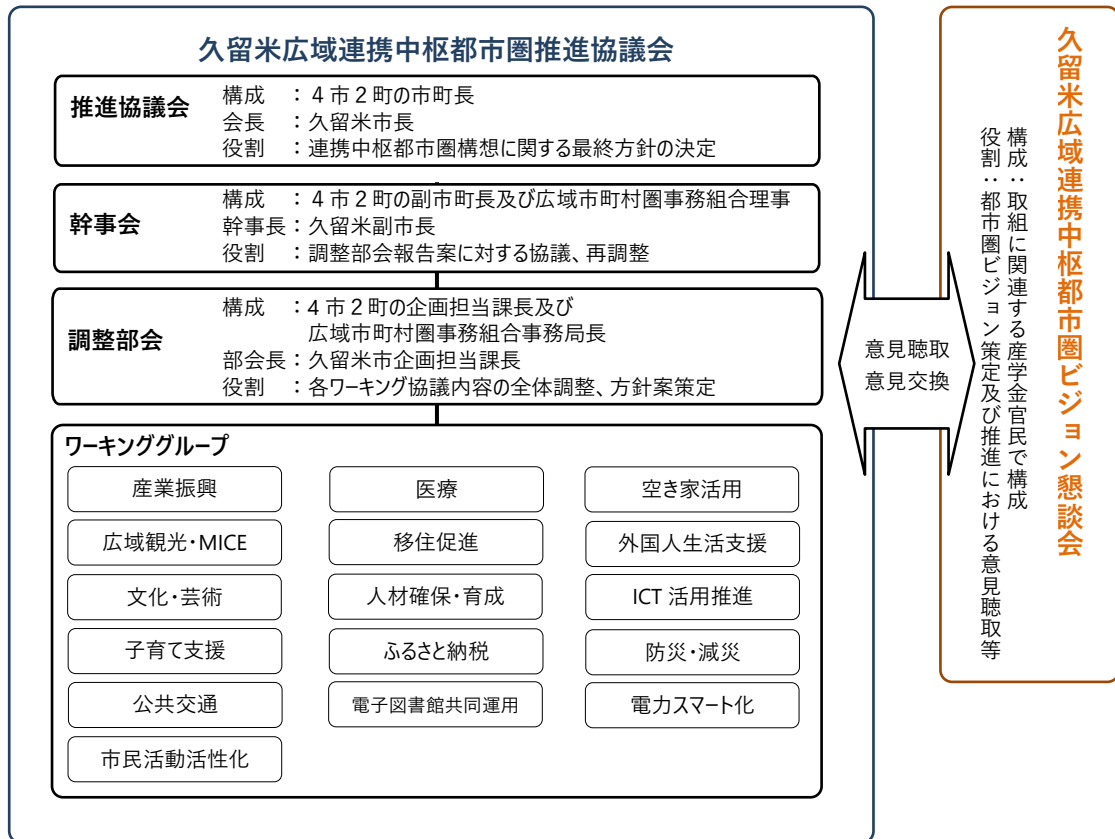 久留米広域連携中枢都市圏推進協議会
推進協議会
構成　：４市２町の市町長
会長　：久留米市長
役割　：連携中枢都市圏構想に関する最終方針の決定
幹事会
構成　：４市２町の副市町長及び広域市町村圏事務組合理事
幹事長：久留米副市長
役割　：調整部会報告案に対する協議、再調整
調整部会
構成　：４市２町の企画担当課長及び
広域市町村圏事務組合事務局長
部会長：久留米市企画担当課長
役割　：各ワーキング協議内容の全体調整、方針案策定
ワーキンググループ
産業振興
医療
空き家活用
広域観光・MICE
移住促進
外国人生活支援
文化・芸術
人材確保・育成
ICT 活用推進
子育て支援
ふるさと納税
防災・減災
公共交通
電子図書館共同運用
電力スマート化
市民活動活性化
意見聴取
意見交換
久留米広域連携中枢都市圏ビジョン懇談会
構成：取組に関連する産学金官民で構成
役割：都市圏ビジョン策定及び推進における意見聴取等